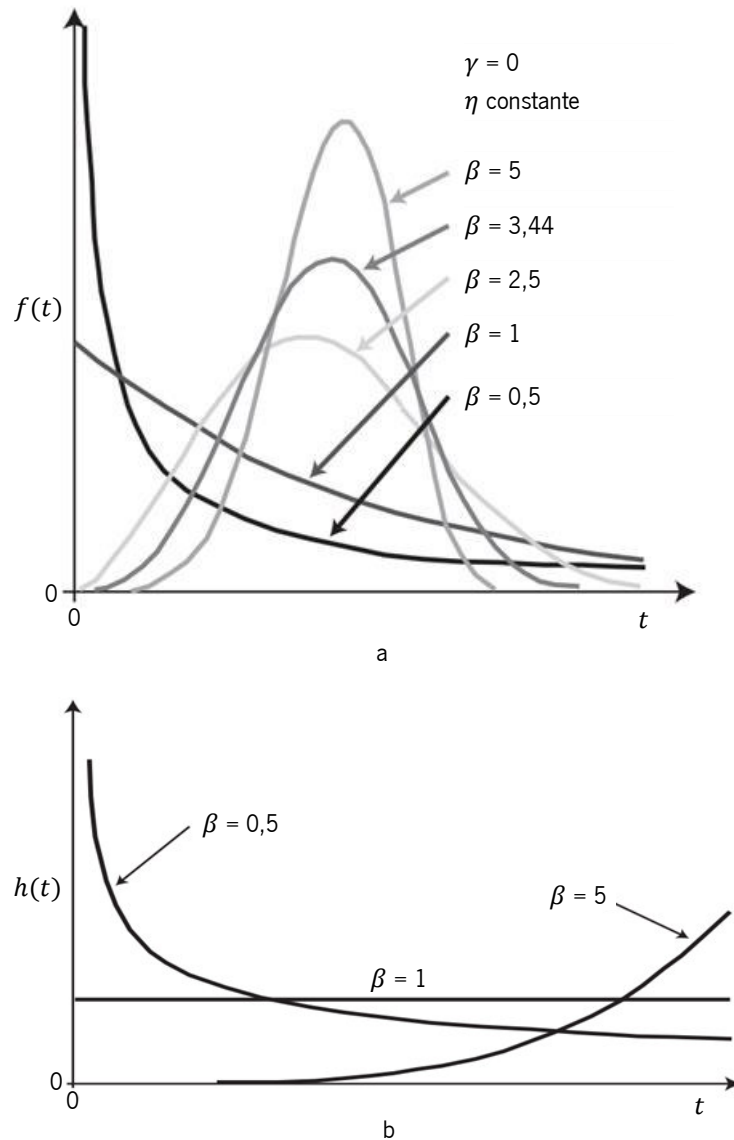 γ = 0
η constante
β = 5
β = 3,44
β = 2,5
f(t)
β = 1
β = 0,5
0
0
t
a
β = 0,5
h(t)
β = 5
β = 1
0
0
t
b